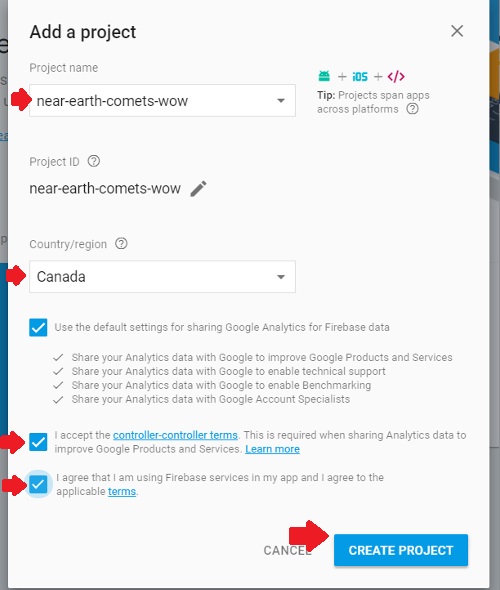 Add a project
Project name
near-earth-comets-wow
+ iOS + </>
Tip: Projects span apps
across platforms
Project ID
near-earth-comets-wow
Country/region
Canada
Use the default settings for sharing Google Analytics for Firebase data
Share your Analytics data with Google to improve Google Products and Services
Share your Analytics data with Google to enable technical support
Share your Analytics data with Google to enable Benchmarking
Share your Analytics data with Google Account Specialists
I accept the controller-controller terms. This is required when sharing Analytics data to
improve Google Products and Services. Learn more
I agree that I am using Firebase services in my app and I agree to the
applicable terms.
CANCEL
CREATE PROJECT